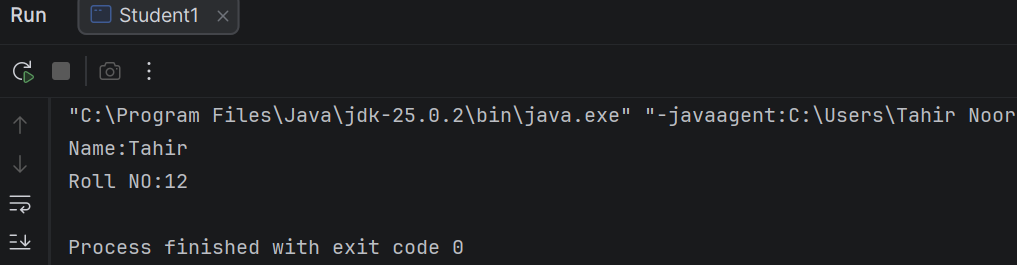 Run Student1
"C:\Program Files\Java\jdk-25.0.2\bin\java.exe" "-javaagent:C:\Users\Tahir Noor
Name:Tahir
Roll NO:12
Process finished with exit code 0